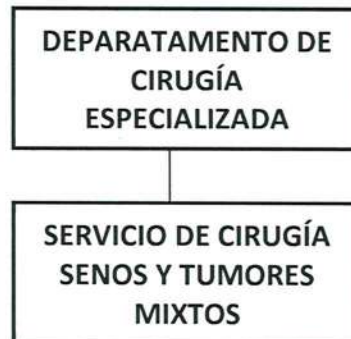 DEPARATAMENTO DE
CIRUGÍA
ESPECIALIZADA
SERVICIO DE CIRUGÍA
SENOS Y TUMORES
MIXTOS